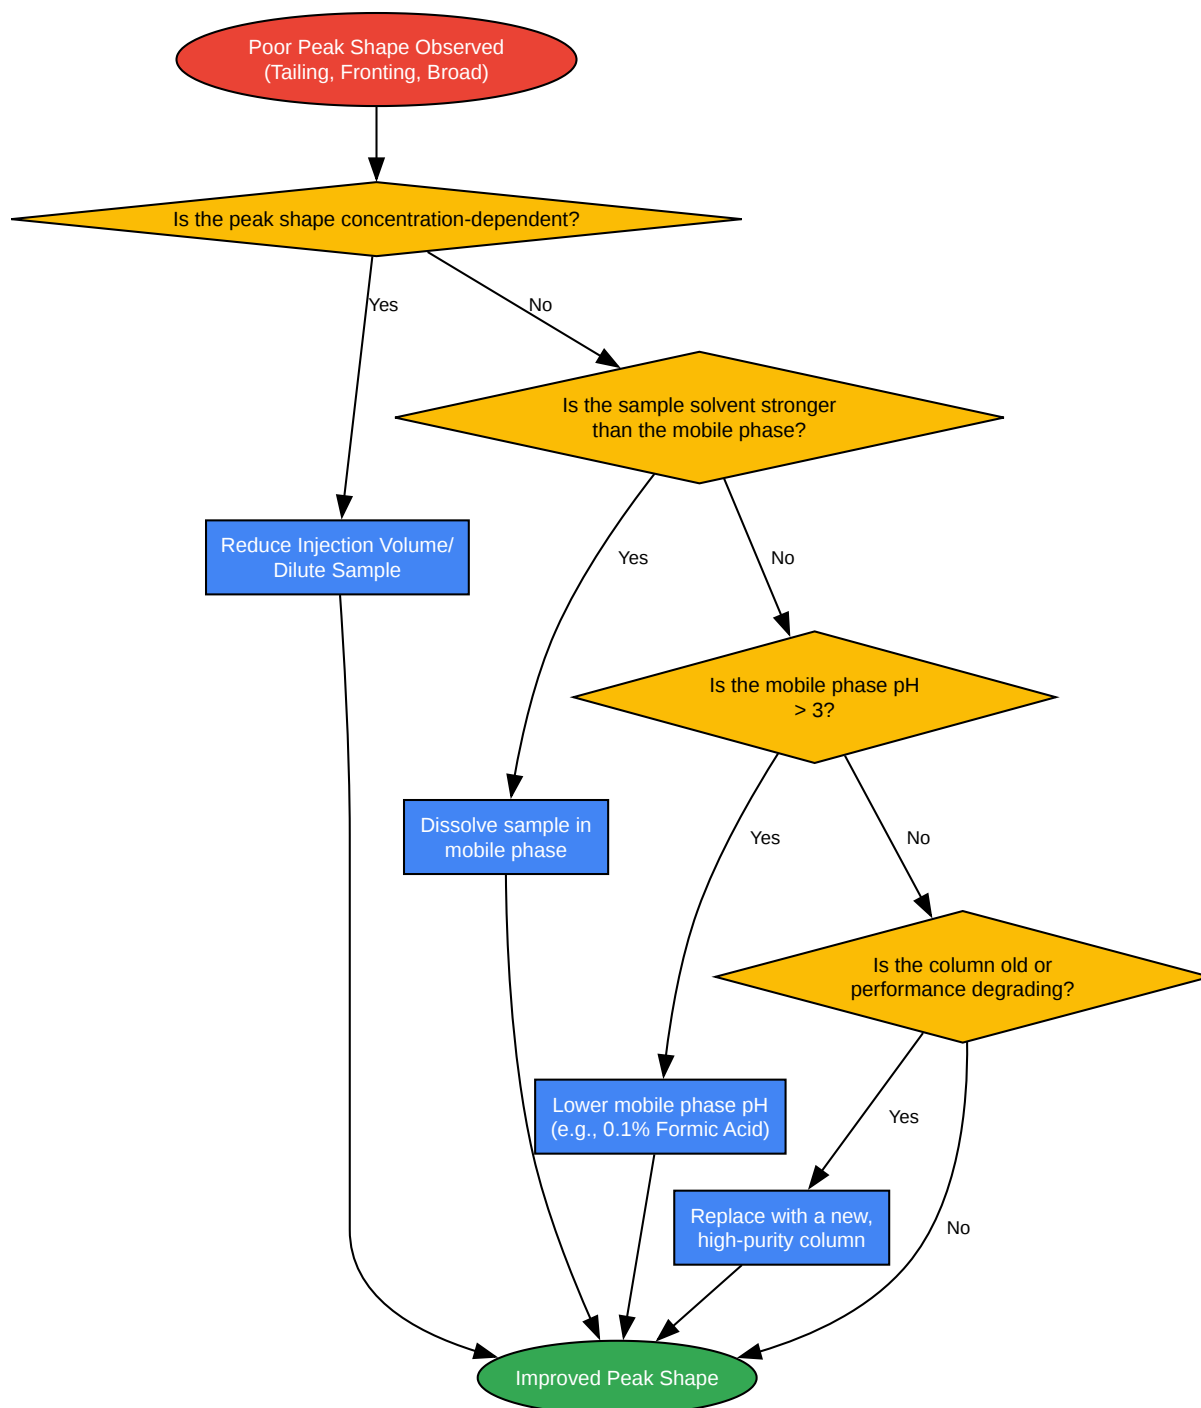 Poor Peak Shape Observed
(Tailing, Fronting, Broad)
Is the peak shape concentration-dependent?
Yes
No
Is the sample solvent stronger
than the mobile phase?
Reduce Injection Volume/
Dilute Sample
Yes
No
Is the mobile phase pH
> 3?
Dissolve sample in
mobile phase
Yes
No
Is the column old or
performance degrading?
Lower mobile phase pH
(e.g., 0.1% Formic Acid)
Yes
Replace with a new,
high-purity column
No
Improved Peak Shape